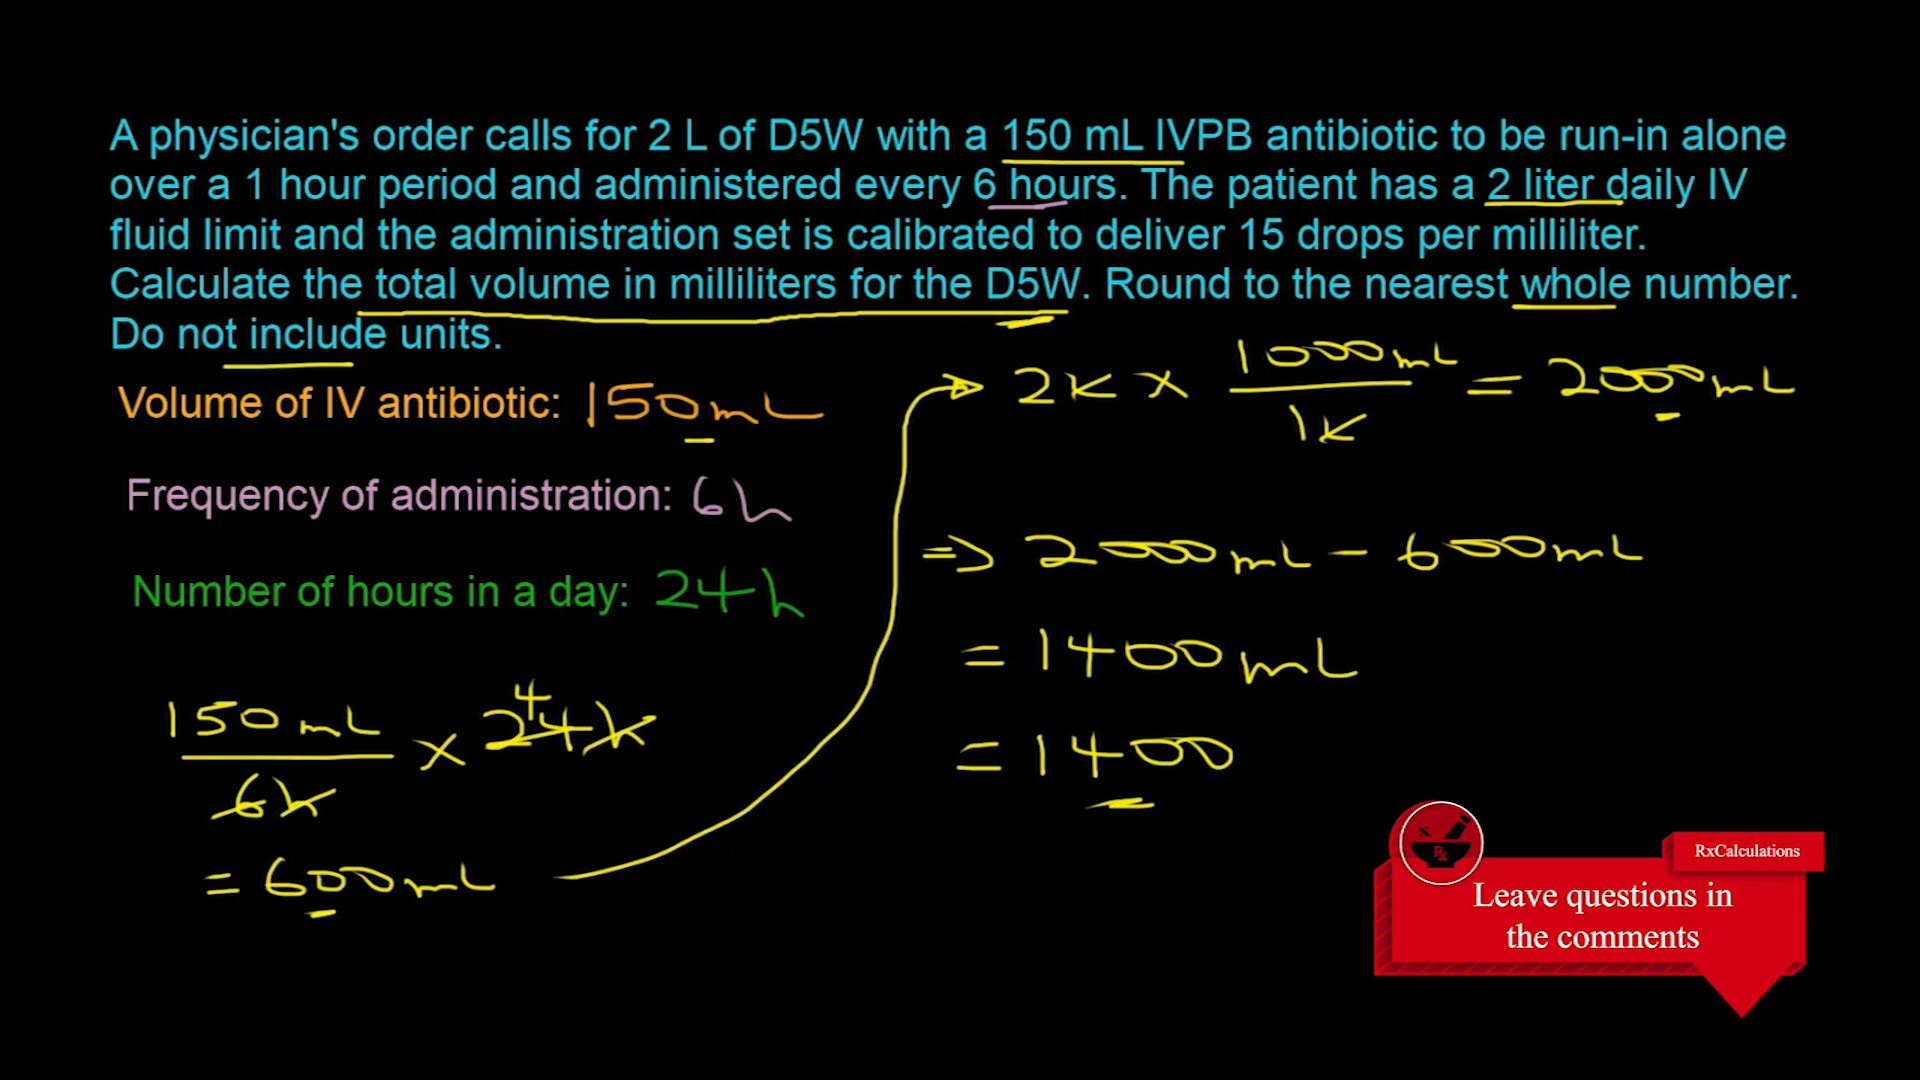 A physician's order calls for 2 L of D5W with a 150 mL IVPB antibiotic to be run-in alone
over a 1 hour period and administered every 6 hours. The patient has a 2 liter daily IV
fluid limit and the administration set is calibrated to deliver 15 drops per milliliter.
Calculate the total volume in milliliters for the D5W. Round to the nearest whole number.
Do not include units.
Volume of IV antibiotic: 150mL
Frequency of administration: 6h
Number of hours in a day: 24h
150mL
6h
x 24h
4
= 600mL
2L x
1000mL
1L
= 2000mL
⇒ 2000mL - 600mL
= 1400mL
= 1400
Rx
RxCalculations
Leave questions in
the comments